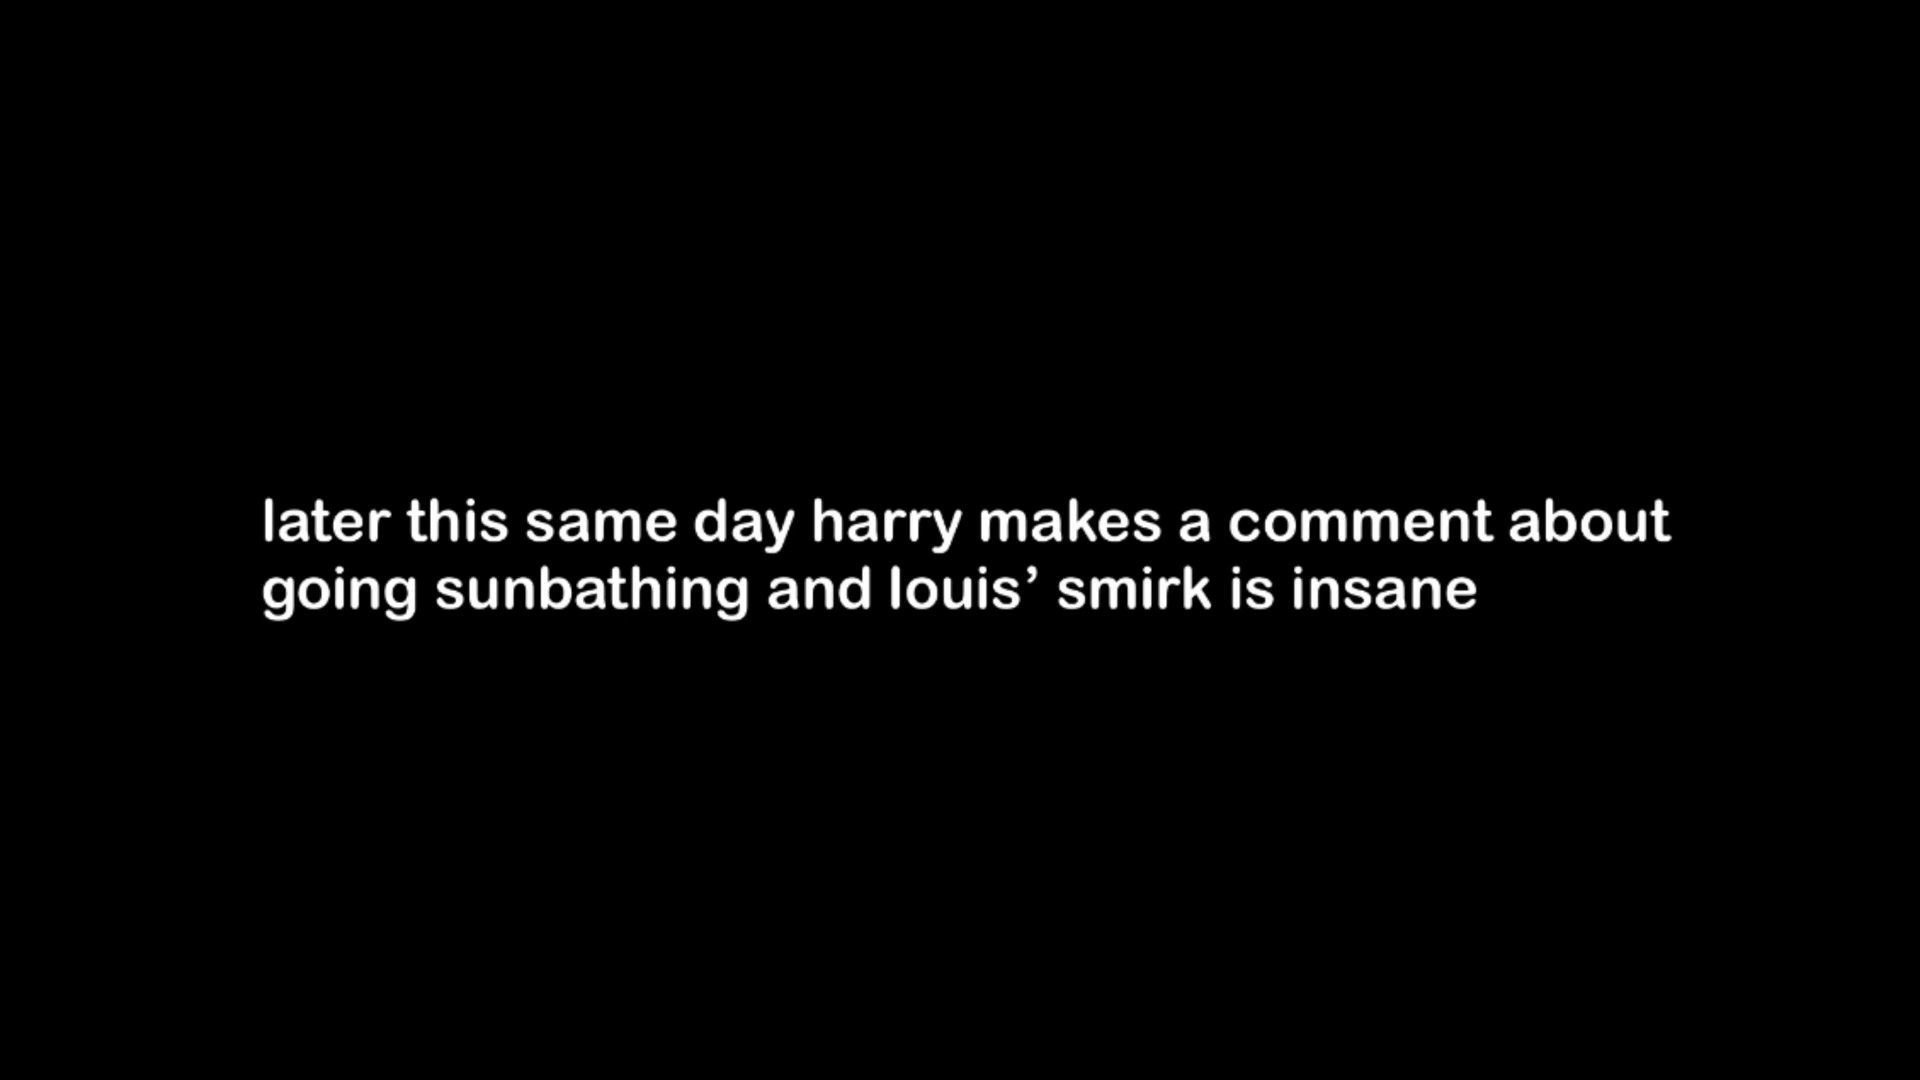 later this same day harry makes a comment about
going sunbathing and louis’ smirk is insane